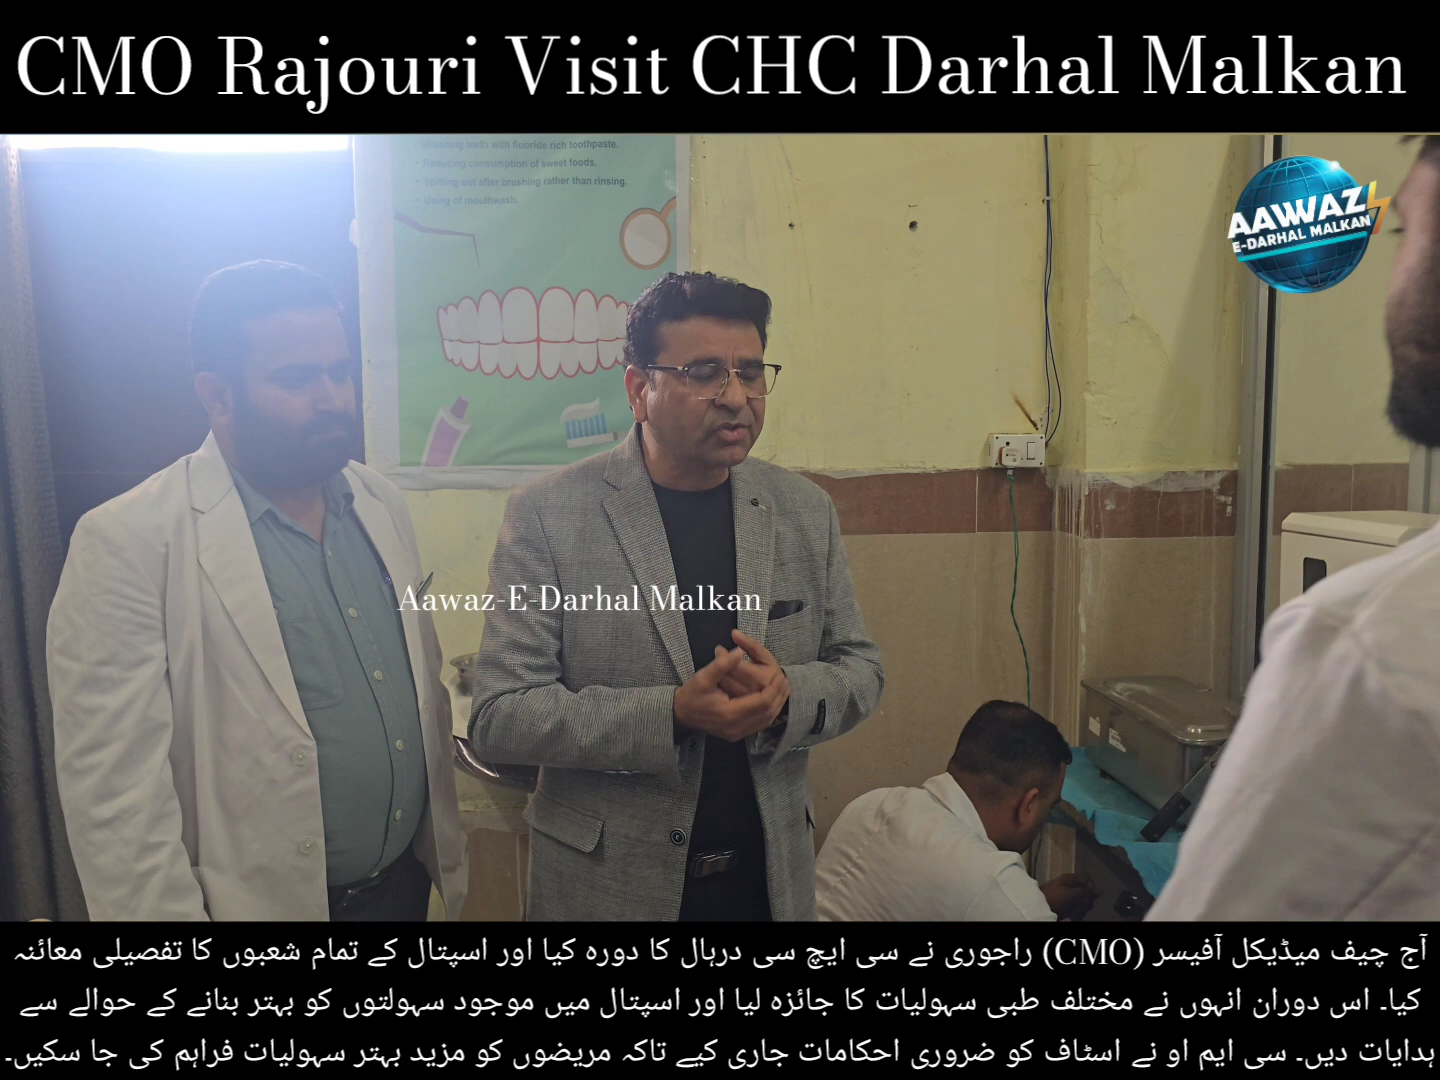 CMO Rajouri Visit CHC Darhal Malkan
Brushing teeth with fluoride rich toothpaste.
Reducing consumption of sweet foods.
Spitting out after brushing rather than rinsing.
Using of mouthwash
AAWAZ
E-DARHAL MALKAN
Aawaz-E-Darhal Malkan
آج چیف میڈیکل آفیسر (CMO) راجوری نے سی ایچ سی درہال کا دورہ کیا اور اسپتال کے تمام شعبوں کا تفصیلی معائنہ
کیا۔ اس دوران انہوں نے مختلف طبی سہولیات کا جائزہ لیا اور اسپتال میں موجود سہولتوں کو بہتر بنانے کے حوالے سے
ہدایات دیں۔ سی ایم او نے اسٹاف کو ضروری احکامات جاری کیے تاکہ مریضوں کو مزید بہتر سہولیات فراہم کی جا سکیں۔